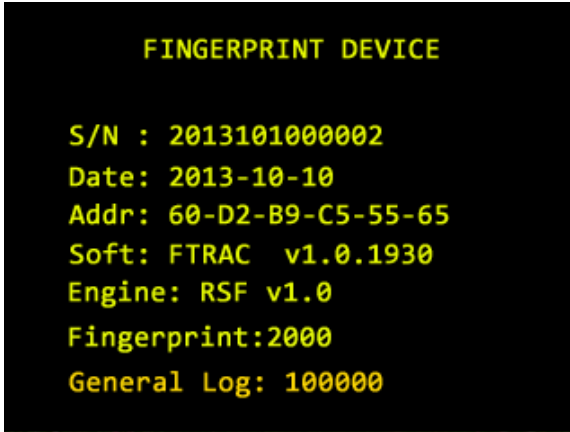 FINGERPRINT DEVICE
S/N : 2013101000002
Date: 2013-10-10
Addr: 60-D2-B9-C5-55-65
Soft: FTRAC  v1.0.1930
Engine: RSF v1.0
Fingerprint:2000
General Log: 100000